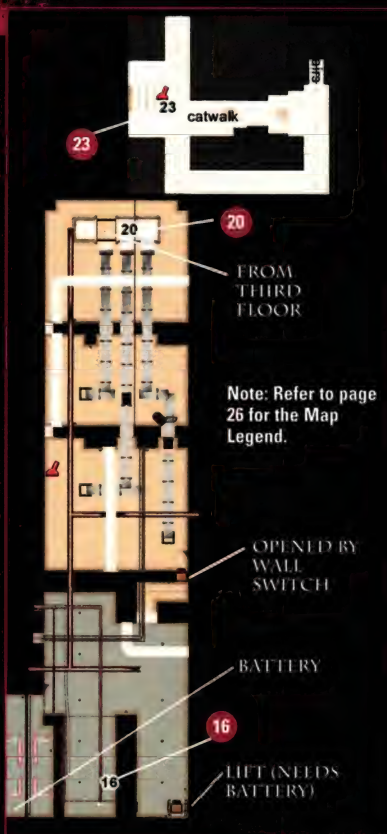 stairs
23
catwalk
23
20
20
FROM
THIRD
FLOOR
Note: Refer to page
26 for the Map
Legend.
OPENED BY
WALL
SWITCH
BATTERY
16
16
LIFT (NEEDS
BATTERY)